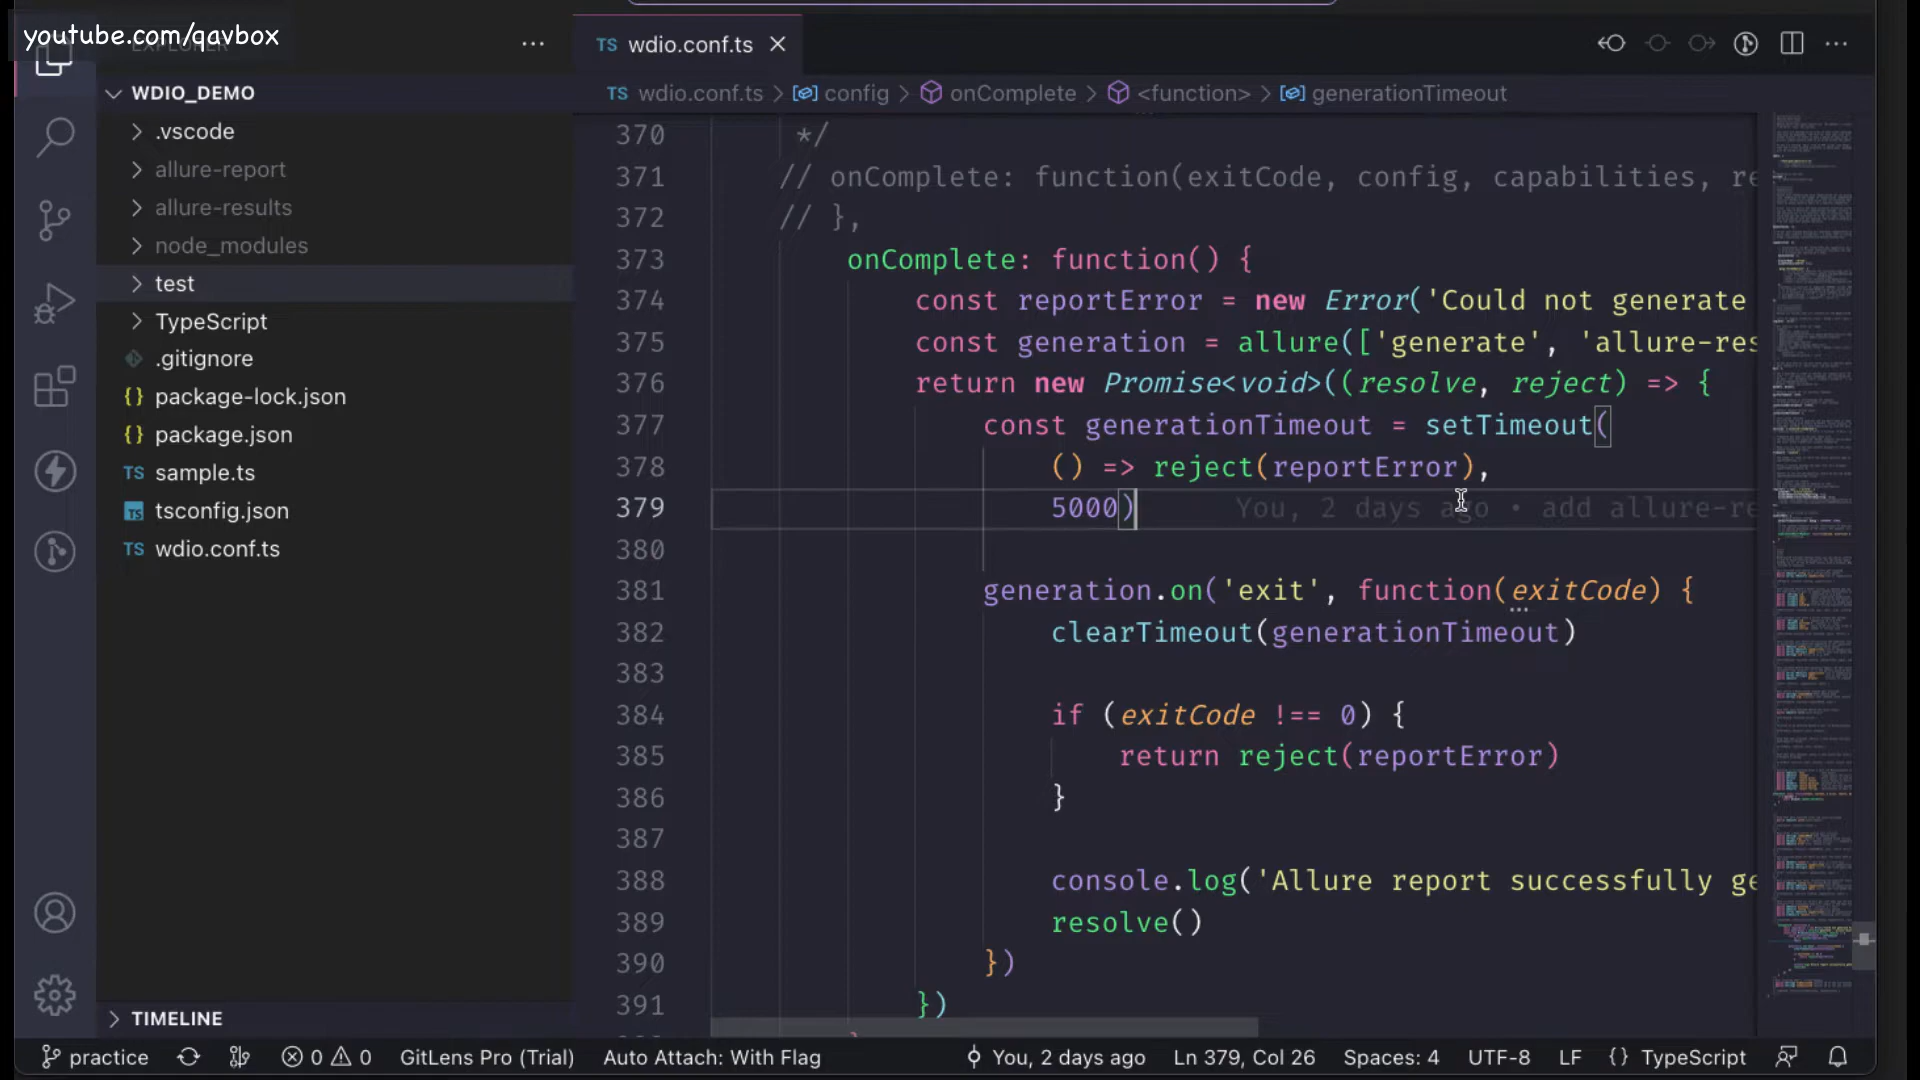 youtube.com/qavbox
WDIO_DEMO
.vscode
allure-report
allure-results
node_modules
test
TypeScript
.gitignore
{} package-lock.json
{} package.json
TS sample.ts
TS tsconfig.json
TS wdio.conf.ts
TIMELINE
TS wdio.conf.ts
TS wdio.conf.ts > config > onComplete > <function> > generationTimeout
370 */
371 // onComplete: function(exitCode, config, capabilities, re
372 // },
373 onComplete: function() {
374 const reportError = new Error('Could not generate
375 const generation = allure(['generate', 'allure-res
376 return new Promise<void>((resolve, reject) => {
377 const generationTimeout = setTimeout(
378 () => reject(reportError),
379 5000) You, 2 days ago • add allure-re
380
381 generation.on('exit', function(exitCode) {
382 clearTimeout(generationTimeout)
383
384 if (exitCode !== 0) {
385 return reject(reportError)
386 }
387
388 console.log('Allure report successfully ge
389 resolve()
390 })
391 })
practice 0 0 GitLens Pro (Trial) Auto Attach: With Flag You, 2 days ago Ln 379, Col 26 Spaces: 4 UTF-8 LF {} TypeScript